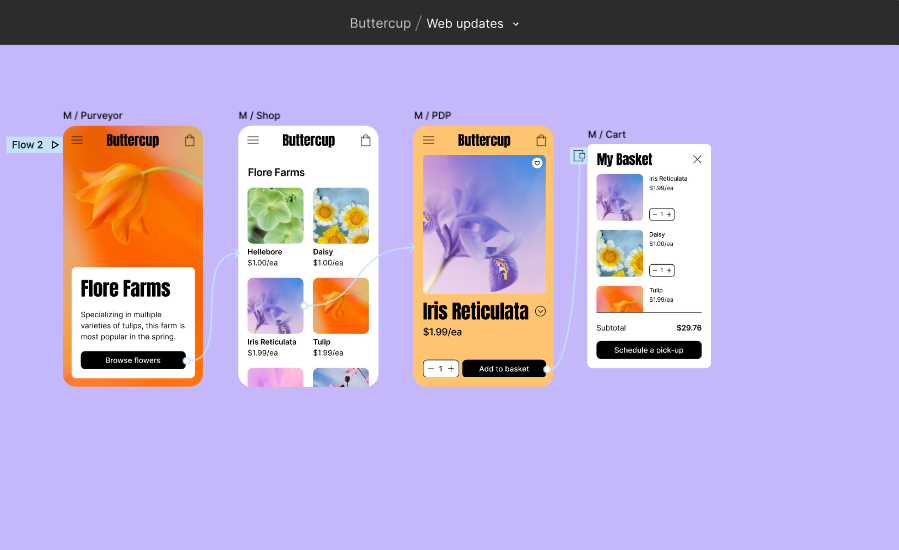 Buttercup / Web updates
Flow 2
M / Purveyor
Buttercup
Flore Farms
Specializing in multiple
varieties of tulips, this farm is
most popular in the spring.
Browse flowers
M / Shop
Buttercup
Flore Farms
Hellebore
$1.00/ea
Daisy
$1.00/ea
Iris Reticulata
$1.99/ea
Tulip
$1.99/ea
M / PDP
Buttercup
Iris Reticulata
$1.99/ea
− 1 +
Add to basket
M / Cart
My Basket
Iris Reticulata
$1.99/ea
− 1 +
Daisy
$1.00/ea
− 1 +
Tulip
$1.99/ea
Subtotal $29.76
Schedule a pick-up